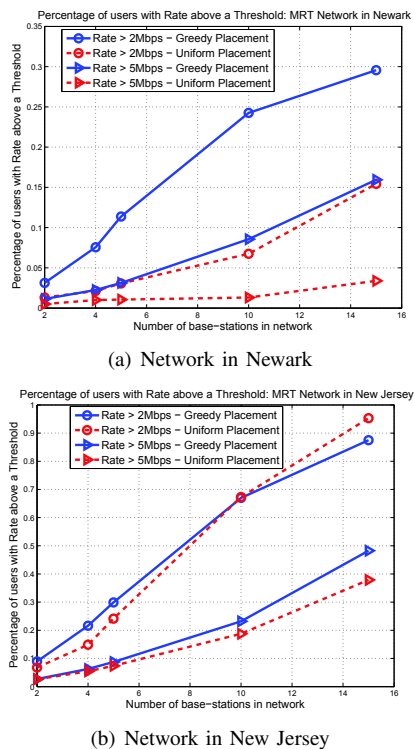 Percentage of users with Rate above a Threshold: MRT Network in Newark
0.35
0.3
0.25
0.2
0.15
0.1
0.05
0
Percentage of users with Rate above a Threshold
Rate > 2Mbps − Greedy Placement
Rate > 2Mbps − Uniform Placement
Rate > 5Mbps − Greedy Placement
Rate > 5Mbps − Uniform Placement
2 4 6 8 10 12 14 16
Number of base−stations in network
(a) Network in Newark
Percentage of users with Rate above a Threshold: MRT Network in New Jersey
1
0.9
0.8
0.7
0.6
0.5
0.4
0.3
0.2
0.1
0
Percentage of users with Rate above a Threshold
Rate > 2Mbps − Greedy Placement
Rate > 2Mbps − Uniform Placement
Rate > 5Mbps − Greedy Placement
Rate > 5Mbps − Uniform Placement
2 4 6 8 10 12 14 16
Number of base−stations in network
(b) Network in New Jersey